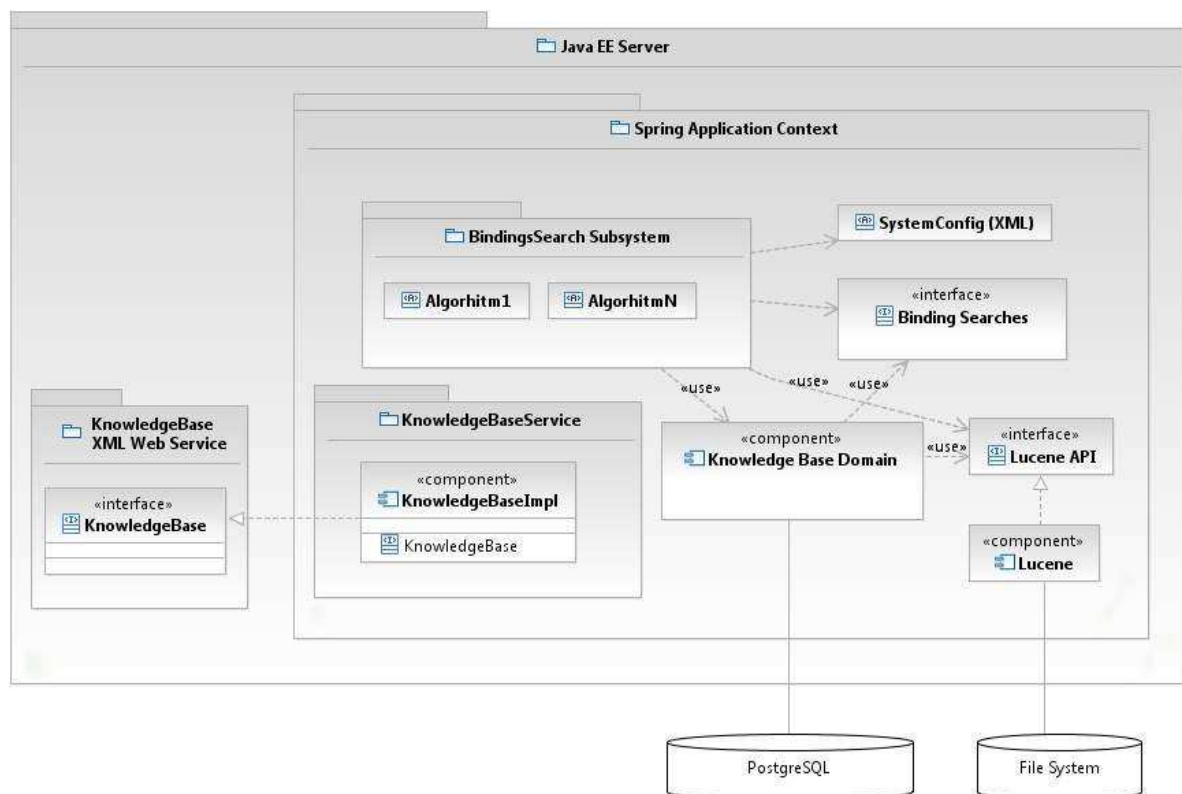 Java EE Server
Spring Application Context
BindingsSearch Subsystem
Algorhitm1
AlgorhitmN
SystemConfig (XML)
«interface»
Binding Searches
«use»
«use»
«use»
KnowledgeBase
XML Web Service
«interface»
KnowledgeBase
KnowledgeBaseService
«component»
KnowledgeBaseImpl
KnowledgeBase
«component»
Knowledge Base Domain
«use»
«interface»
Lucene API
«component»
Lucene
PostgreSQL
File System